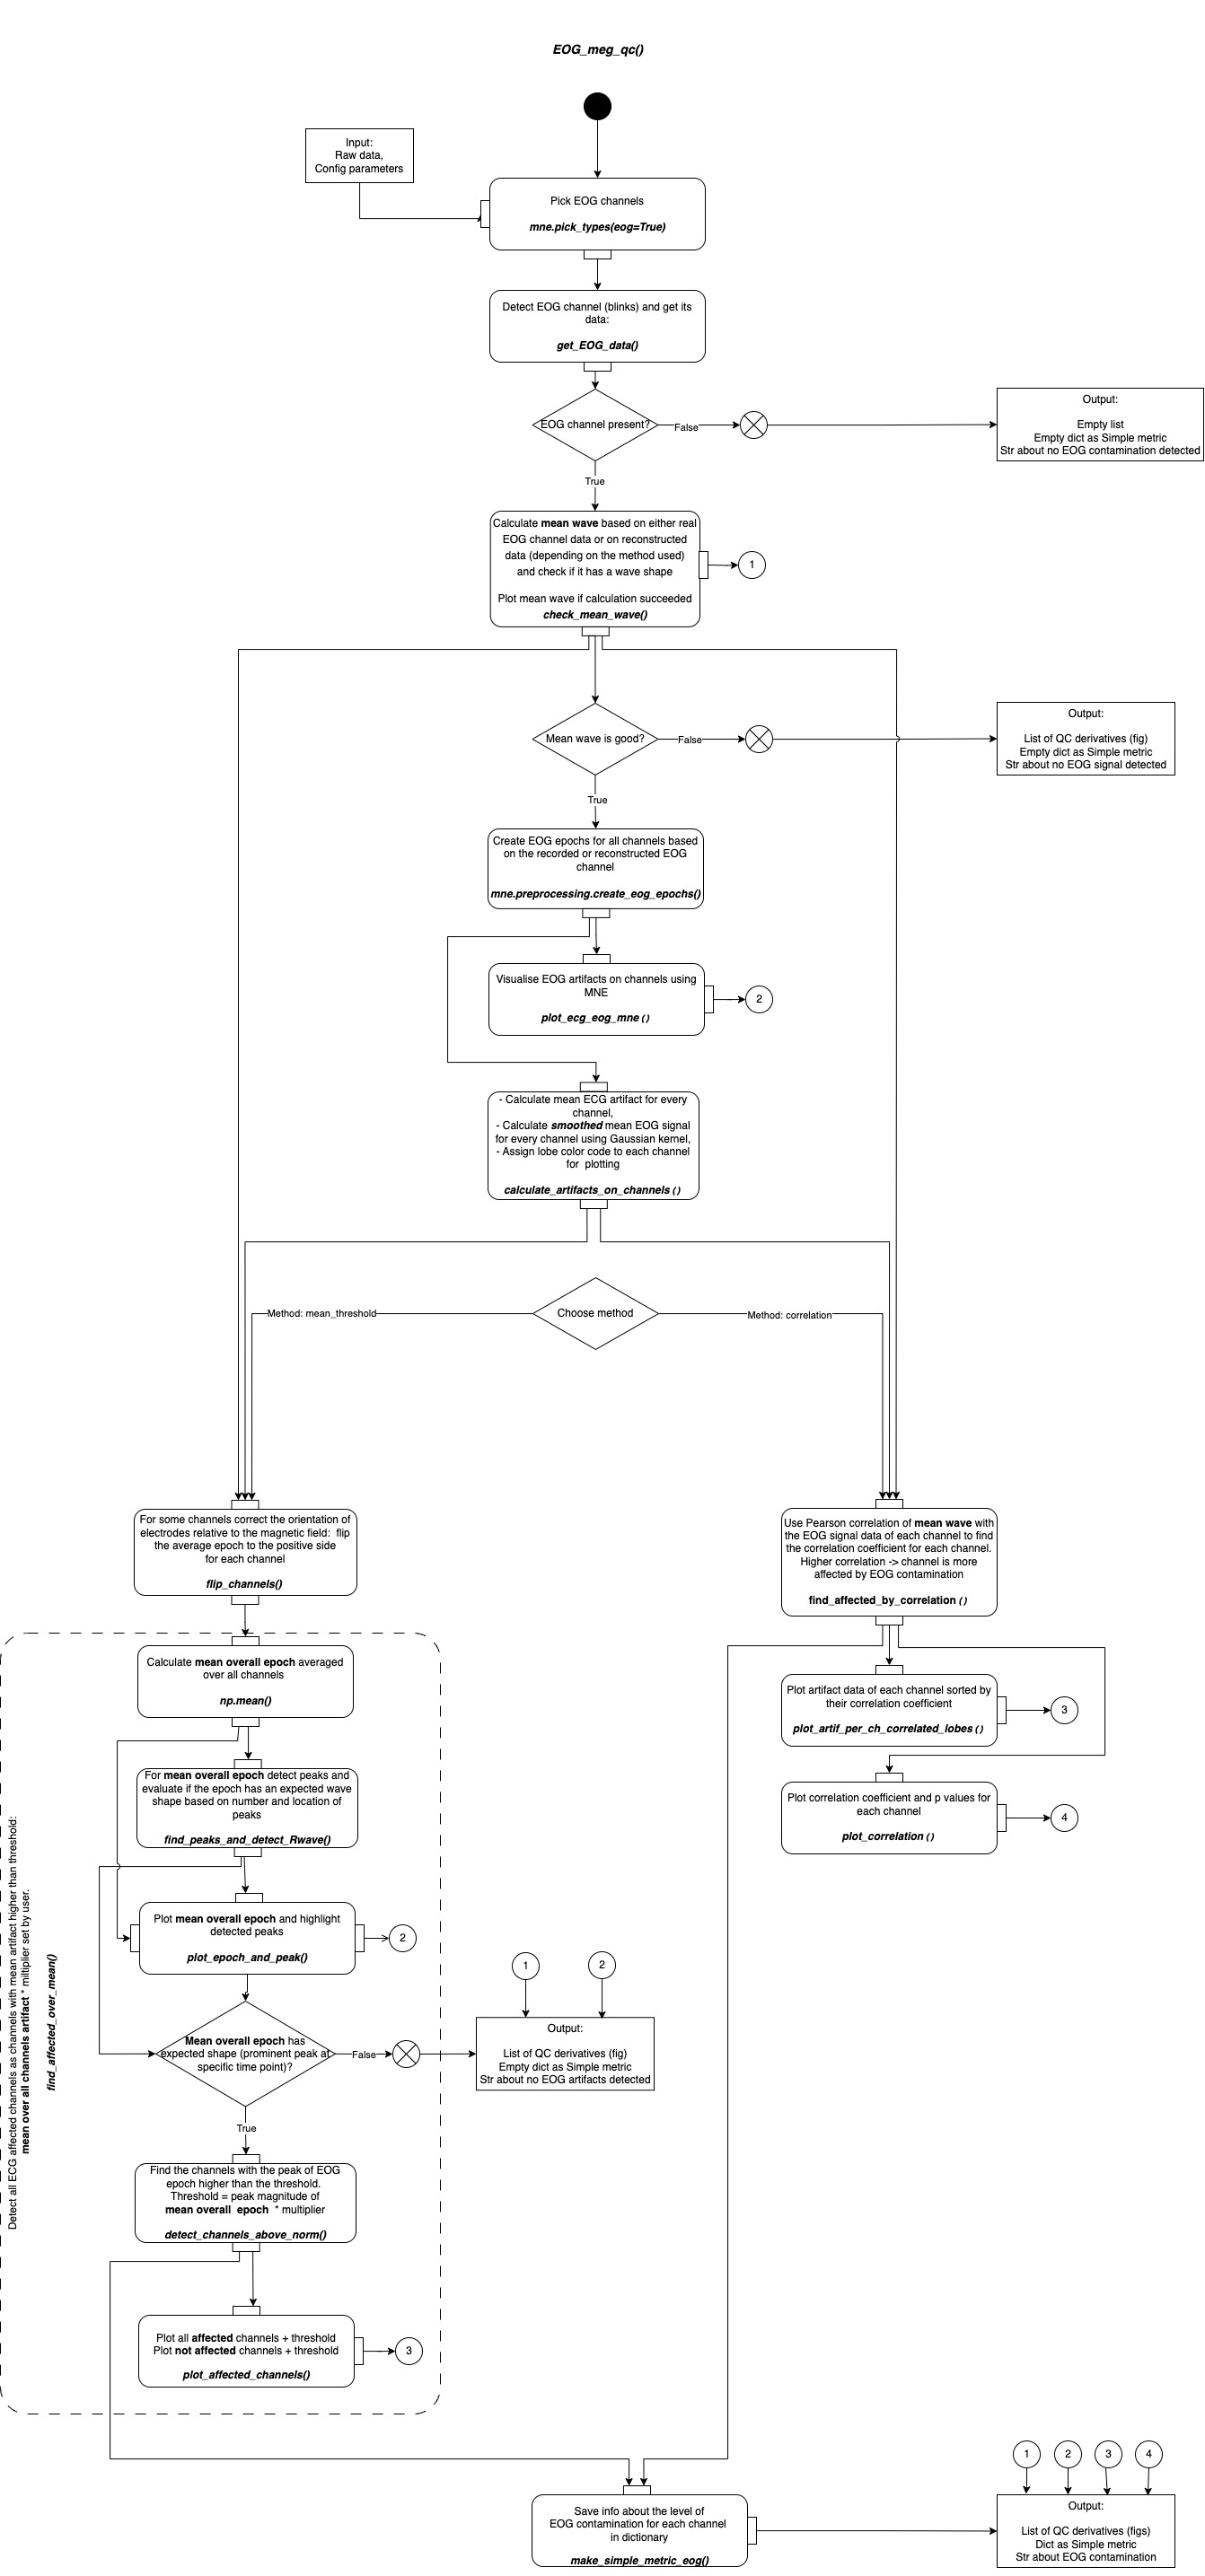 EOG_meg_qc()
Input:
Raw data,
Config parameters
Pick EOG channels
mne.pick_types(eog=True)
Detect EOG channel (blinks) and get its
data:
get_EOG_data()
EOG channel present?
False
Output:
Empty list
Empty dict as Simple metric
Str about no EOG contamination detected
True
Calculate mean wave based on either real
EOG channel data or on reconstructed
data (depending on the method used)
and check if it has a wave shape
Plot mean wave if calculation succeeded
check_mean_wave()
1
Mean wave is good?
False
Output:
List of QC derivatives (fig)
Empty dict as Simple metric
Str about no EOG signal detected
True
Create EOG epochs for all channels based
on the recorded or reconstructed EOG
channel
mne.preprocessing.create_eog_epochs()
Visualise EOG artifacts on channels using
MNE
plot_ecg_eog_mne ( )
2
- Calculate mean ECG artifact for every
channel,
- Calculate smoothed mean EOG signal
for every channel using Gaussian kernel,
- Assign lobe color code to each channel
for plotting
calculate_artifacts_on_channels ( )
Choose method
Method: mean_threshold
Method: correlation
For some channels correct the orientation of
electrodes relative to the magnetic field: flip
the average epoch to the positive side
for each channel
flip_channels()
Use Pearson correlation of mean wave with
the EOG signal data of each channel to find
the correlation coefficient for each channel.
Higher correlation -> channel is more
affected by EOG contamination
find_affected_by_correlation ( )
Calculate mean overall epoch averaged
over all channels
np.mean()
Plot artifact data of each channel sorted by
their correlation coefficient
plot_artif_per_ch_correlated_lobes ( )
3
For mean overall epoch detect peaks and
evaluate if the epoch has an expected wave
shape based on number and location of
peaks
find_peaks_and_detect_Rwave()
Plot correlation coefficient and p values for
each channel
plot_correlation ( )
4
Plot mean overall epoch and highlight
detected peaks
plot_epoch_and_peak()
2
Detect all ECG affected channels as channels with mean artifact higher than threshold:
mean over all channels artifact * miltiplier set by user.
find_affected_over_mean()
1
2
Mean overall epoch has
expected shape (prominent peak at
specific time point)?
False
Output:
List of QC derivatives (fig)
Empty dict as Simple metric
Str about no EOG artifacts detected
True
Find the channels with the peak of EOG
epoch higher than the threshold.
Threshold = peak magnitude of
mean overall epoch * multiplier
detect_channels_above_norm()
Plot all affected channels + threshold
Plot not affected channels + threshold
plot_affected_channels()
3
1
2
3
4
Save info about the level of
EOG contamination for each channel
in dictionary
make_simple_metric_eog()
Output:
List of QC derivatives (figs)
Dict as Simple metric
Str about EOG contamination